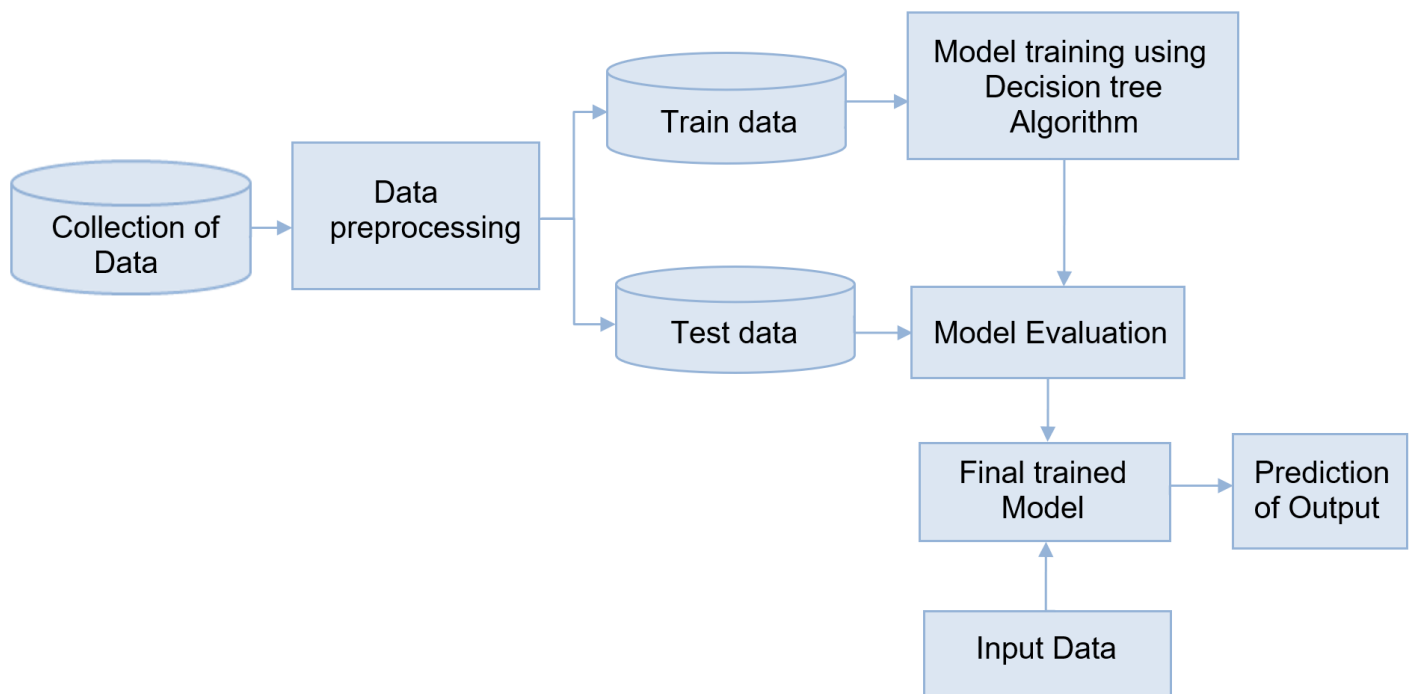 Collection of
Data
Data
preprocessing
Train data
Test data
Model training using
Decision tree
Algorithm
Model Evaluation
Final trained
Model
Prediction
of Output
Input Data